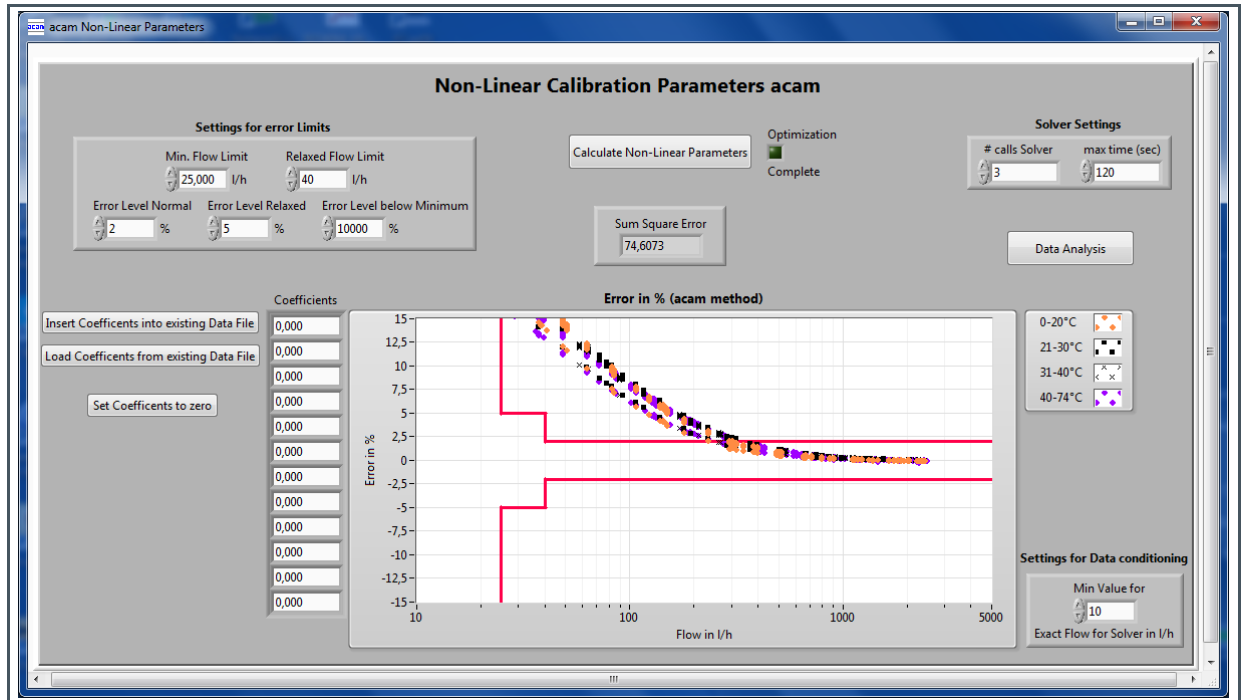 acam acam Non-Linear Parameters
Non-Linear Calibration Parameters acam
Settings for error Limits
Min. Flow Limit
25,000 l/h
Relaxed Flow Limit
40 l/h
Error Level Normal
2 %
Error Level Relaxed
5 %
Error Level below Minimum
10000 %
Calculate Non-Linear Parameters
Optimization
Complete
Solver Settings
# calls Solver
3
max time (sec)
120
Sum Square Error
74,6073
Data Analysis
Insert Coefficents into existing Data File
Load Coefficents from existing Data File
Set Coefficents to zero
Coefficients
0,000
0,000
0,000
0,000
0,000
0,000
0,000
0,000
0,000
0,000
0,000
0,000
Error in % (acam method)
Error in %
15
12,5
10
7,5
5
2,5
0
-2,5
-5
-7,5
-10
-12,5
-15
10 100 1000 5000
Flow in l/h
0-20°C
21-30°C
31-40°C
40-74°C
Settings for Data conditioning
Min Value for
10
Exact Flow for Solver in l/h